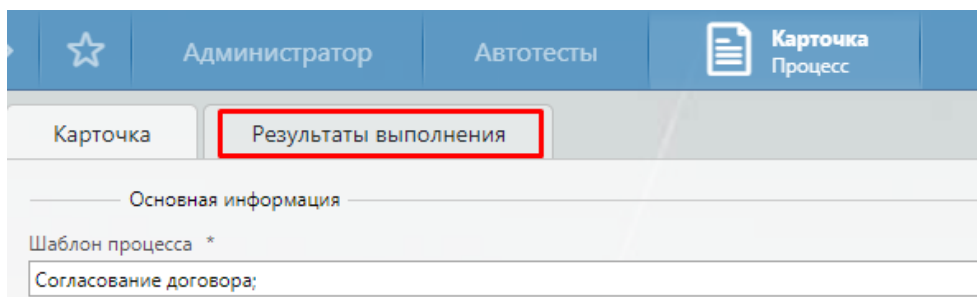 Администратор
Автотесты
Карточка
Процесс
Карточка
Результаты выполнения
Основная информация
Шаблон процесса *
Согласование договора;